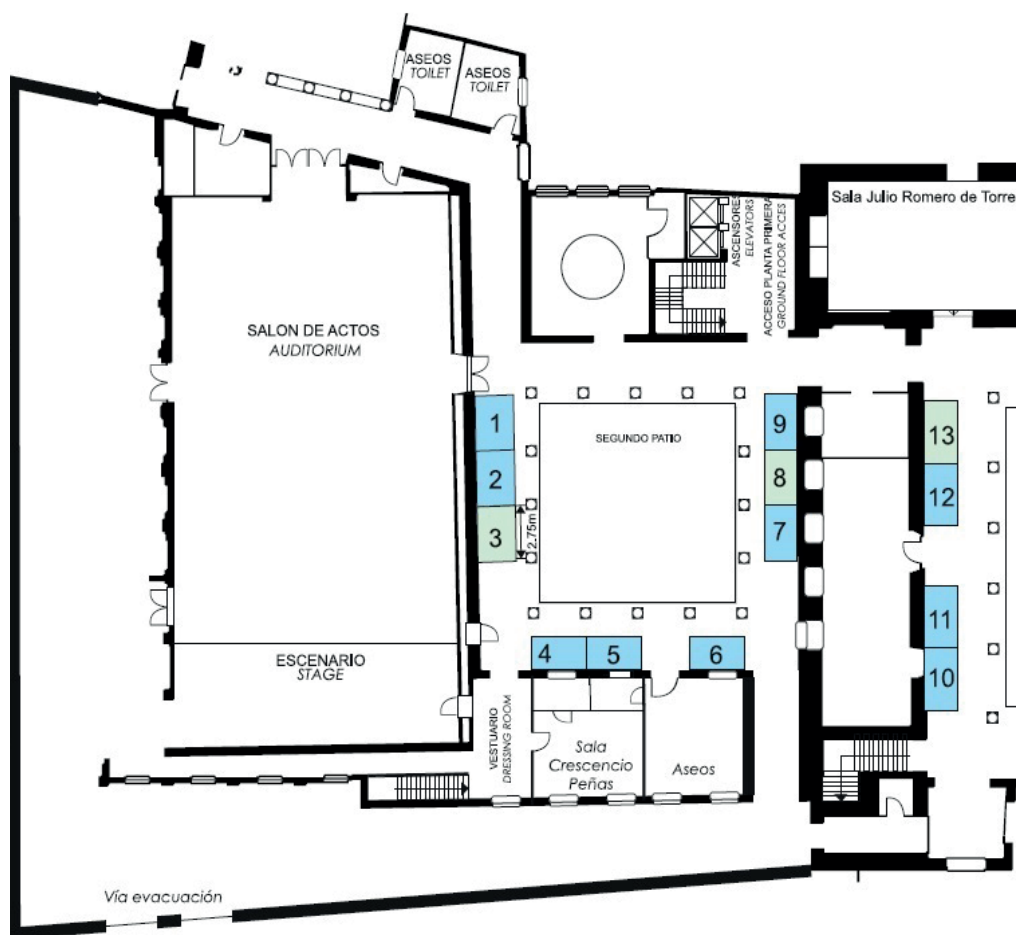 ASEOS
TOILET
ASEOS
TOILET
ASCENSORES
ELEVATORS
ACCESO PLANTA PRIMERA
GROUND FLOOR ACCES
Sala Julio Romero de Torre
SALON DE ACTOS
AUDITORIUM
SEGUNDO PATIO
1
2
3
2.75m
9
8
7
13
12
11
10
4
5
6
ESCENARIO
STAGE
VESTUARIO
DRESSING ROOM
Sala
Crescencio
Peñas
Aseos
Vía evacuación